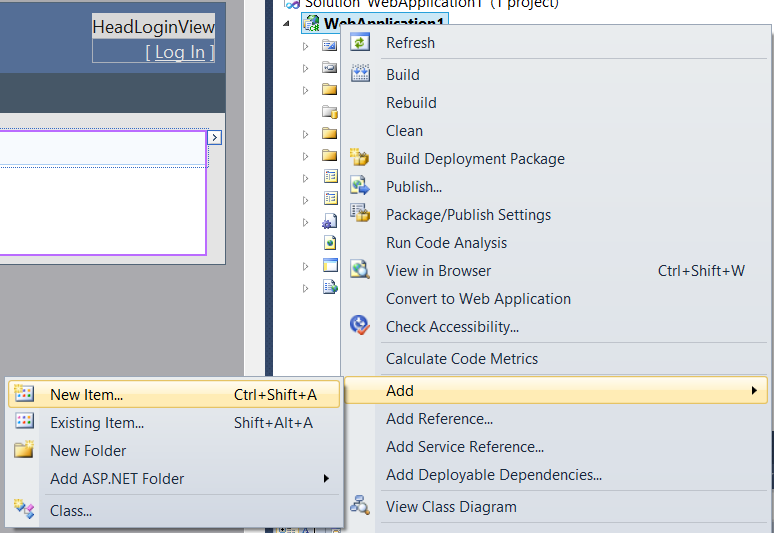 Solution 'WebApplication1' (1 project)
WebApplication1
HeadLoginView
[ Log In ]
Refresh
Build
Rebuild
Clean
Build Deployment Package
Publish...
Package/Publish Settings
Run Code Analysis
View in Browser Ctrl+Shift+W
Convert to Web Application
Check Accessibility...
Calculate Code Metrics
Add
Add Reference...
Add Service Reference...
Add Deployable Dependencies...
View Class Diagram
New Item... Ctrl+Shift+A
Existing Item... Shift+Alt+A
New Folder
Add ASP.NET Folder
Class...